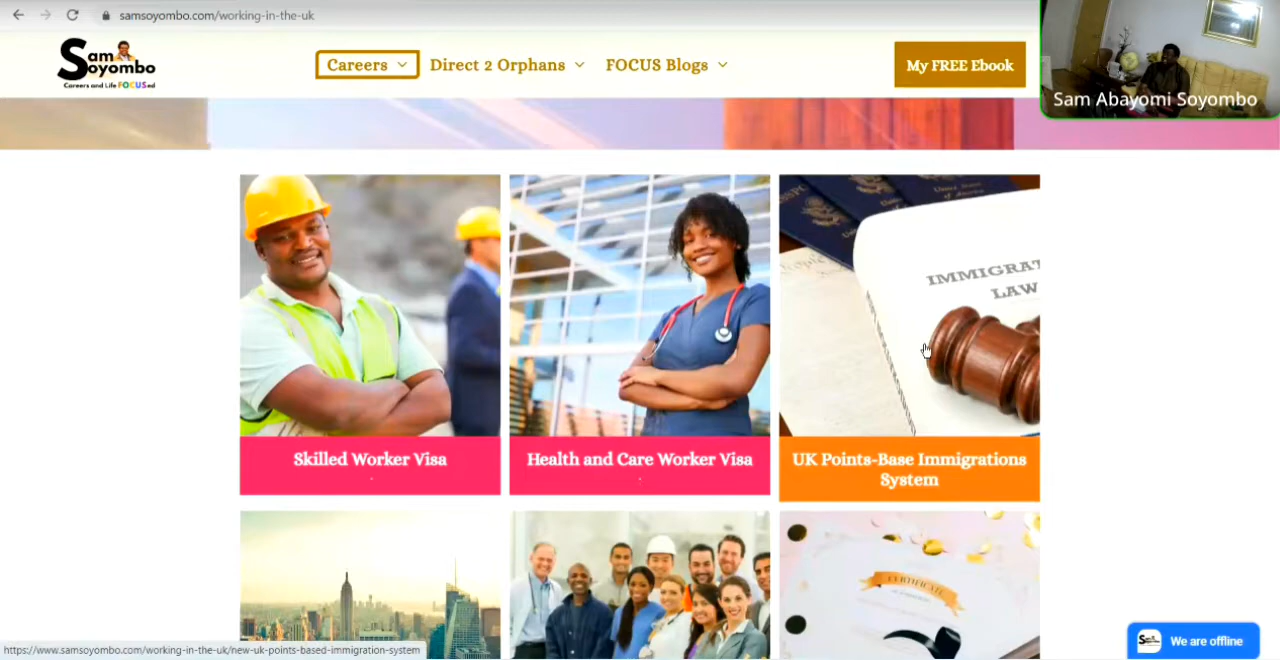 samsoyombo.com/working-in-the-uk
Sam
Soyombo
Careers and Life FOCUSed
Careers
Direct 2 Orphans
FOCUS Blogs
My FREE Ebook
Sam Abayomi Soyombo
IMMIGRAT
LAW
Skilled Worker Visa
Health and Care Worker Visa
UK Points-Base Immigrations
System
CERTIFICATE
We are offline
https://www.samsoyombo.com/working-in-the-uk/new-uk-points-based-immigration-system